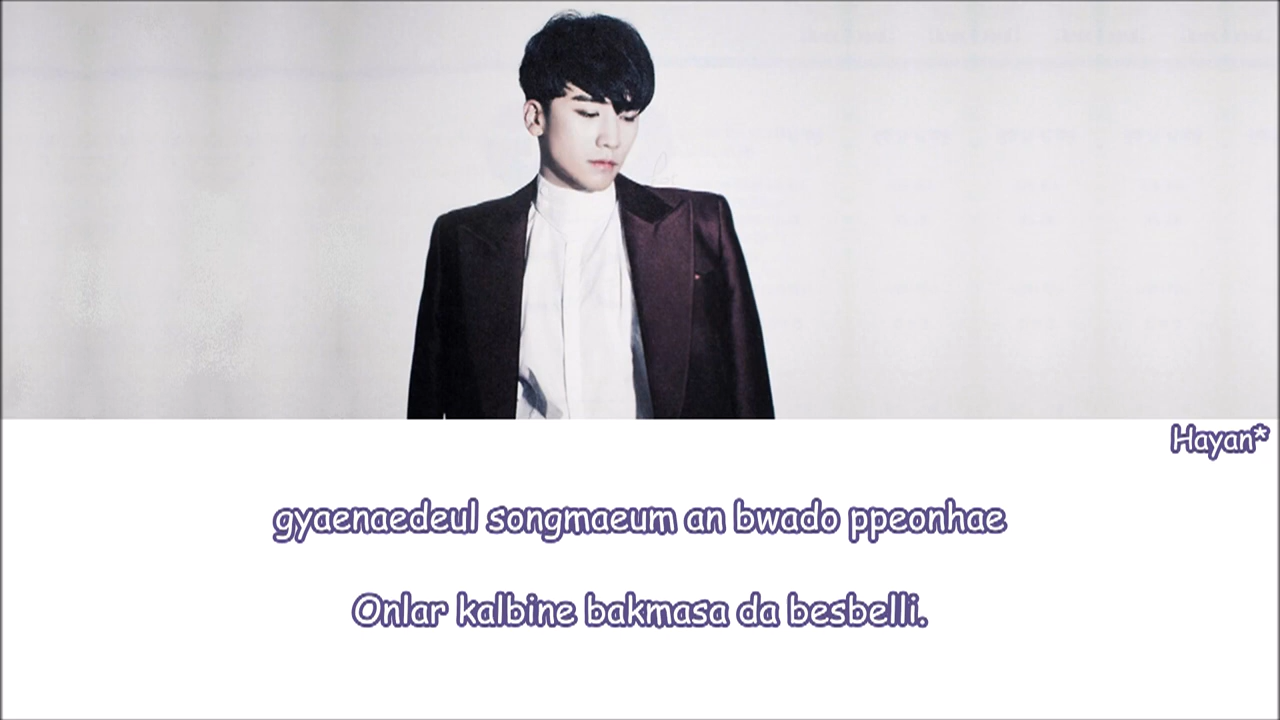 Hayan*
gyaenaedeul songmaeum an bwado ppeonhae
Onlar kalbine bakmasa da besbelli.